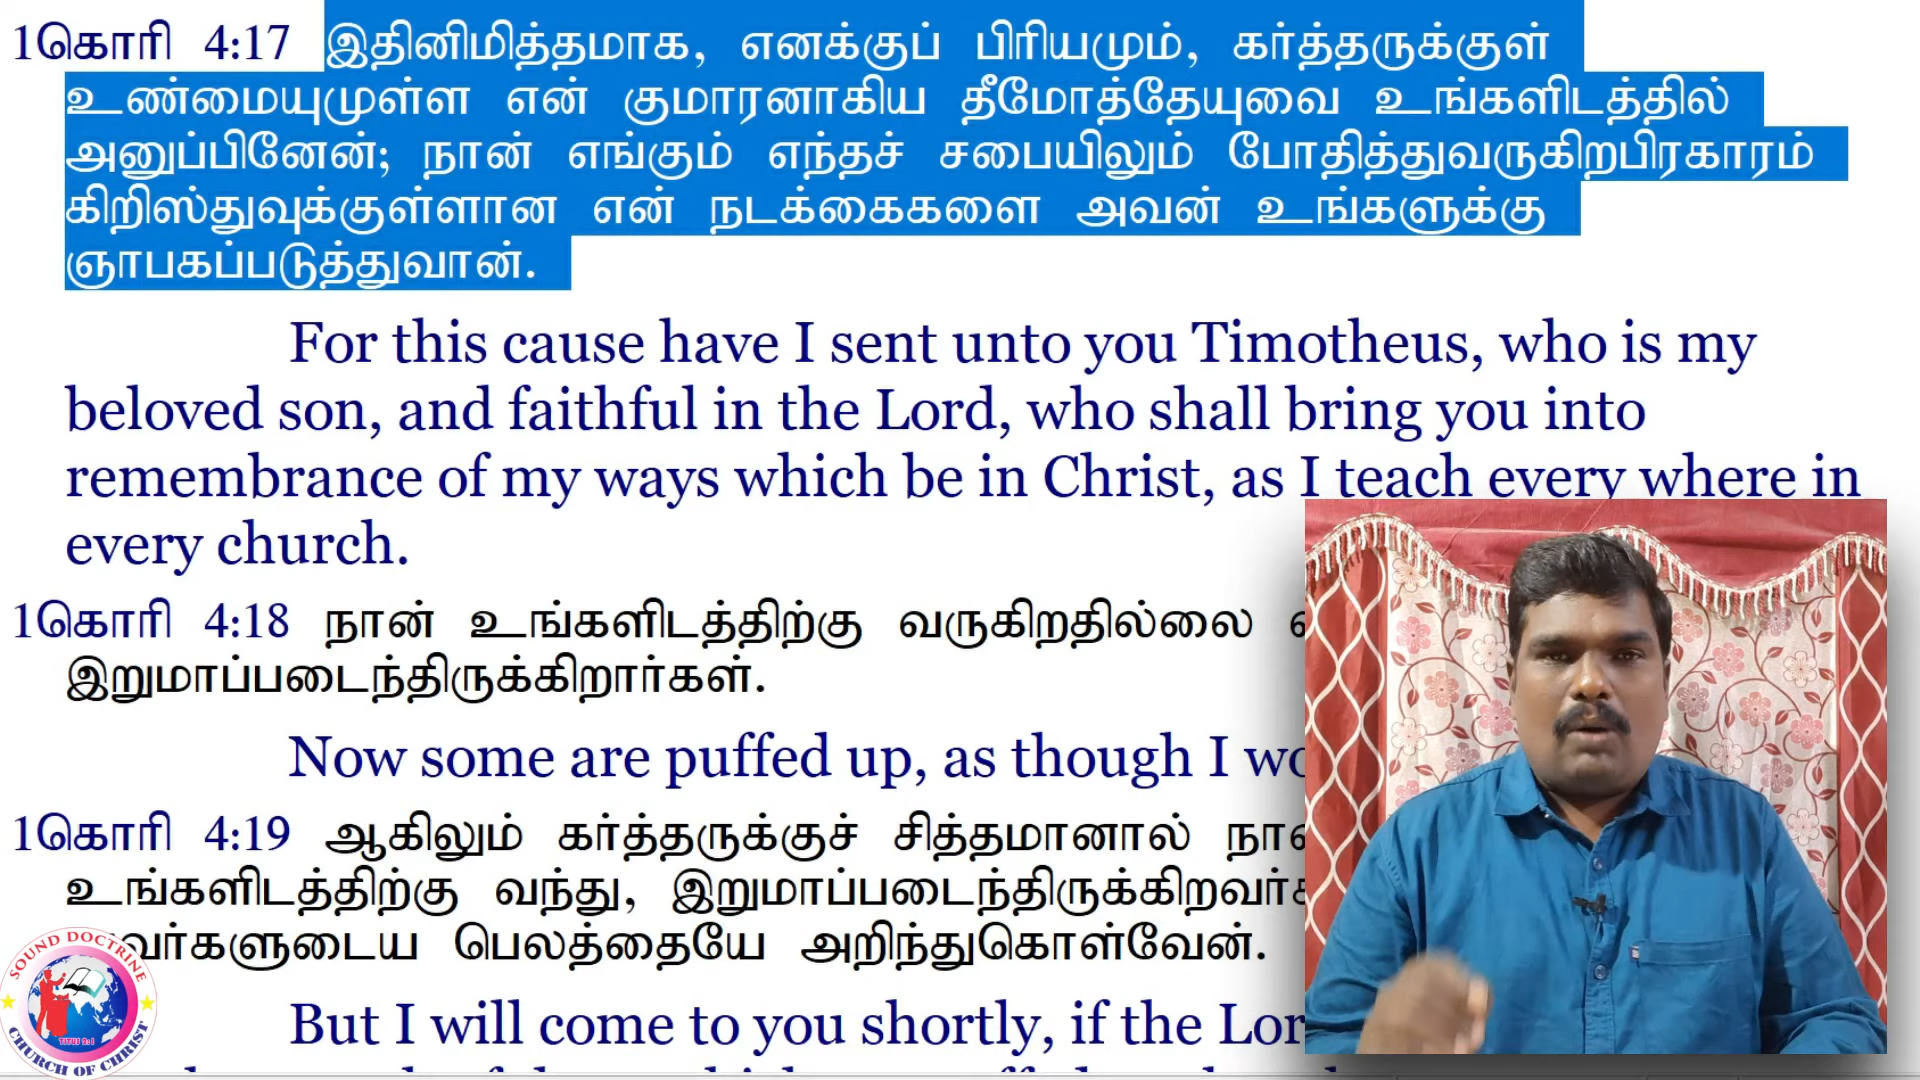 1கொரி 4:17 இதினிமித்தமாக, எனக்குப் பிரியமும், கர்த்தருக்குள்
உண்மையுமுள்ள என் குமாரனாகிய தீமோத்தேயுவை உங்களிடத்தில்
அனுப்பினேன்; நான் எங்கும் எந்தச் சபையிலும் போதித்துவருகிறபிரகாரம்
கிறிஸ்துவுக்குள்ளான என் நடக்கைகளை அவன் உங்களுக்கு
ஞாபகப்படுத்துவான்.
For this cause have I sent unto you Timotheus, who is my
beloved son, and faithful in the Lord, who shall bring you into
remembrance of my ways which be in Christ, as I teach every where in
every church.
1கொரி 4:18 நான் உங்களிடத்திற்கு வருகிறதில்லை
இறுமாப்படைந்திருக்கிறார்கள்.
Now some are puffed up, as though I
1கொரி 4:19 ஆகிலும் கர்த்தருக்குச் சித்தமானால்
உங்களிடத்திற்கு வந்து,
பெலத்தையே அறிந்துகொள்வேன்.
But I will come to you shortly, if the
SOUND DOCTRINE
TITUS 2:1
CHURCH OF CHRIST